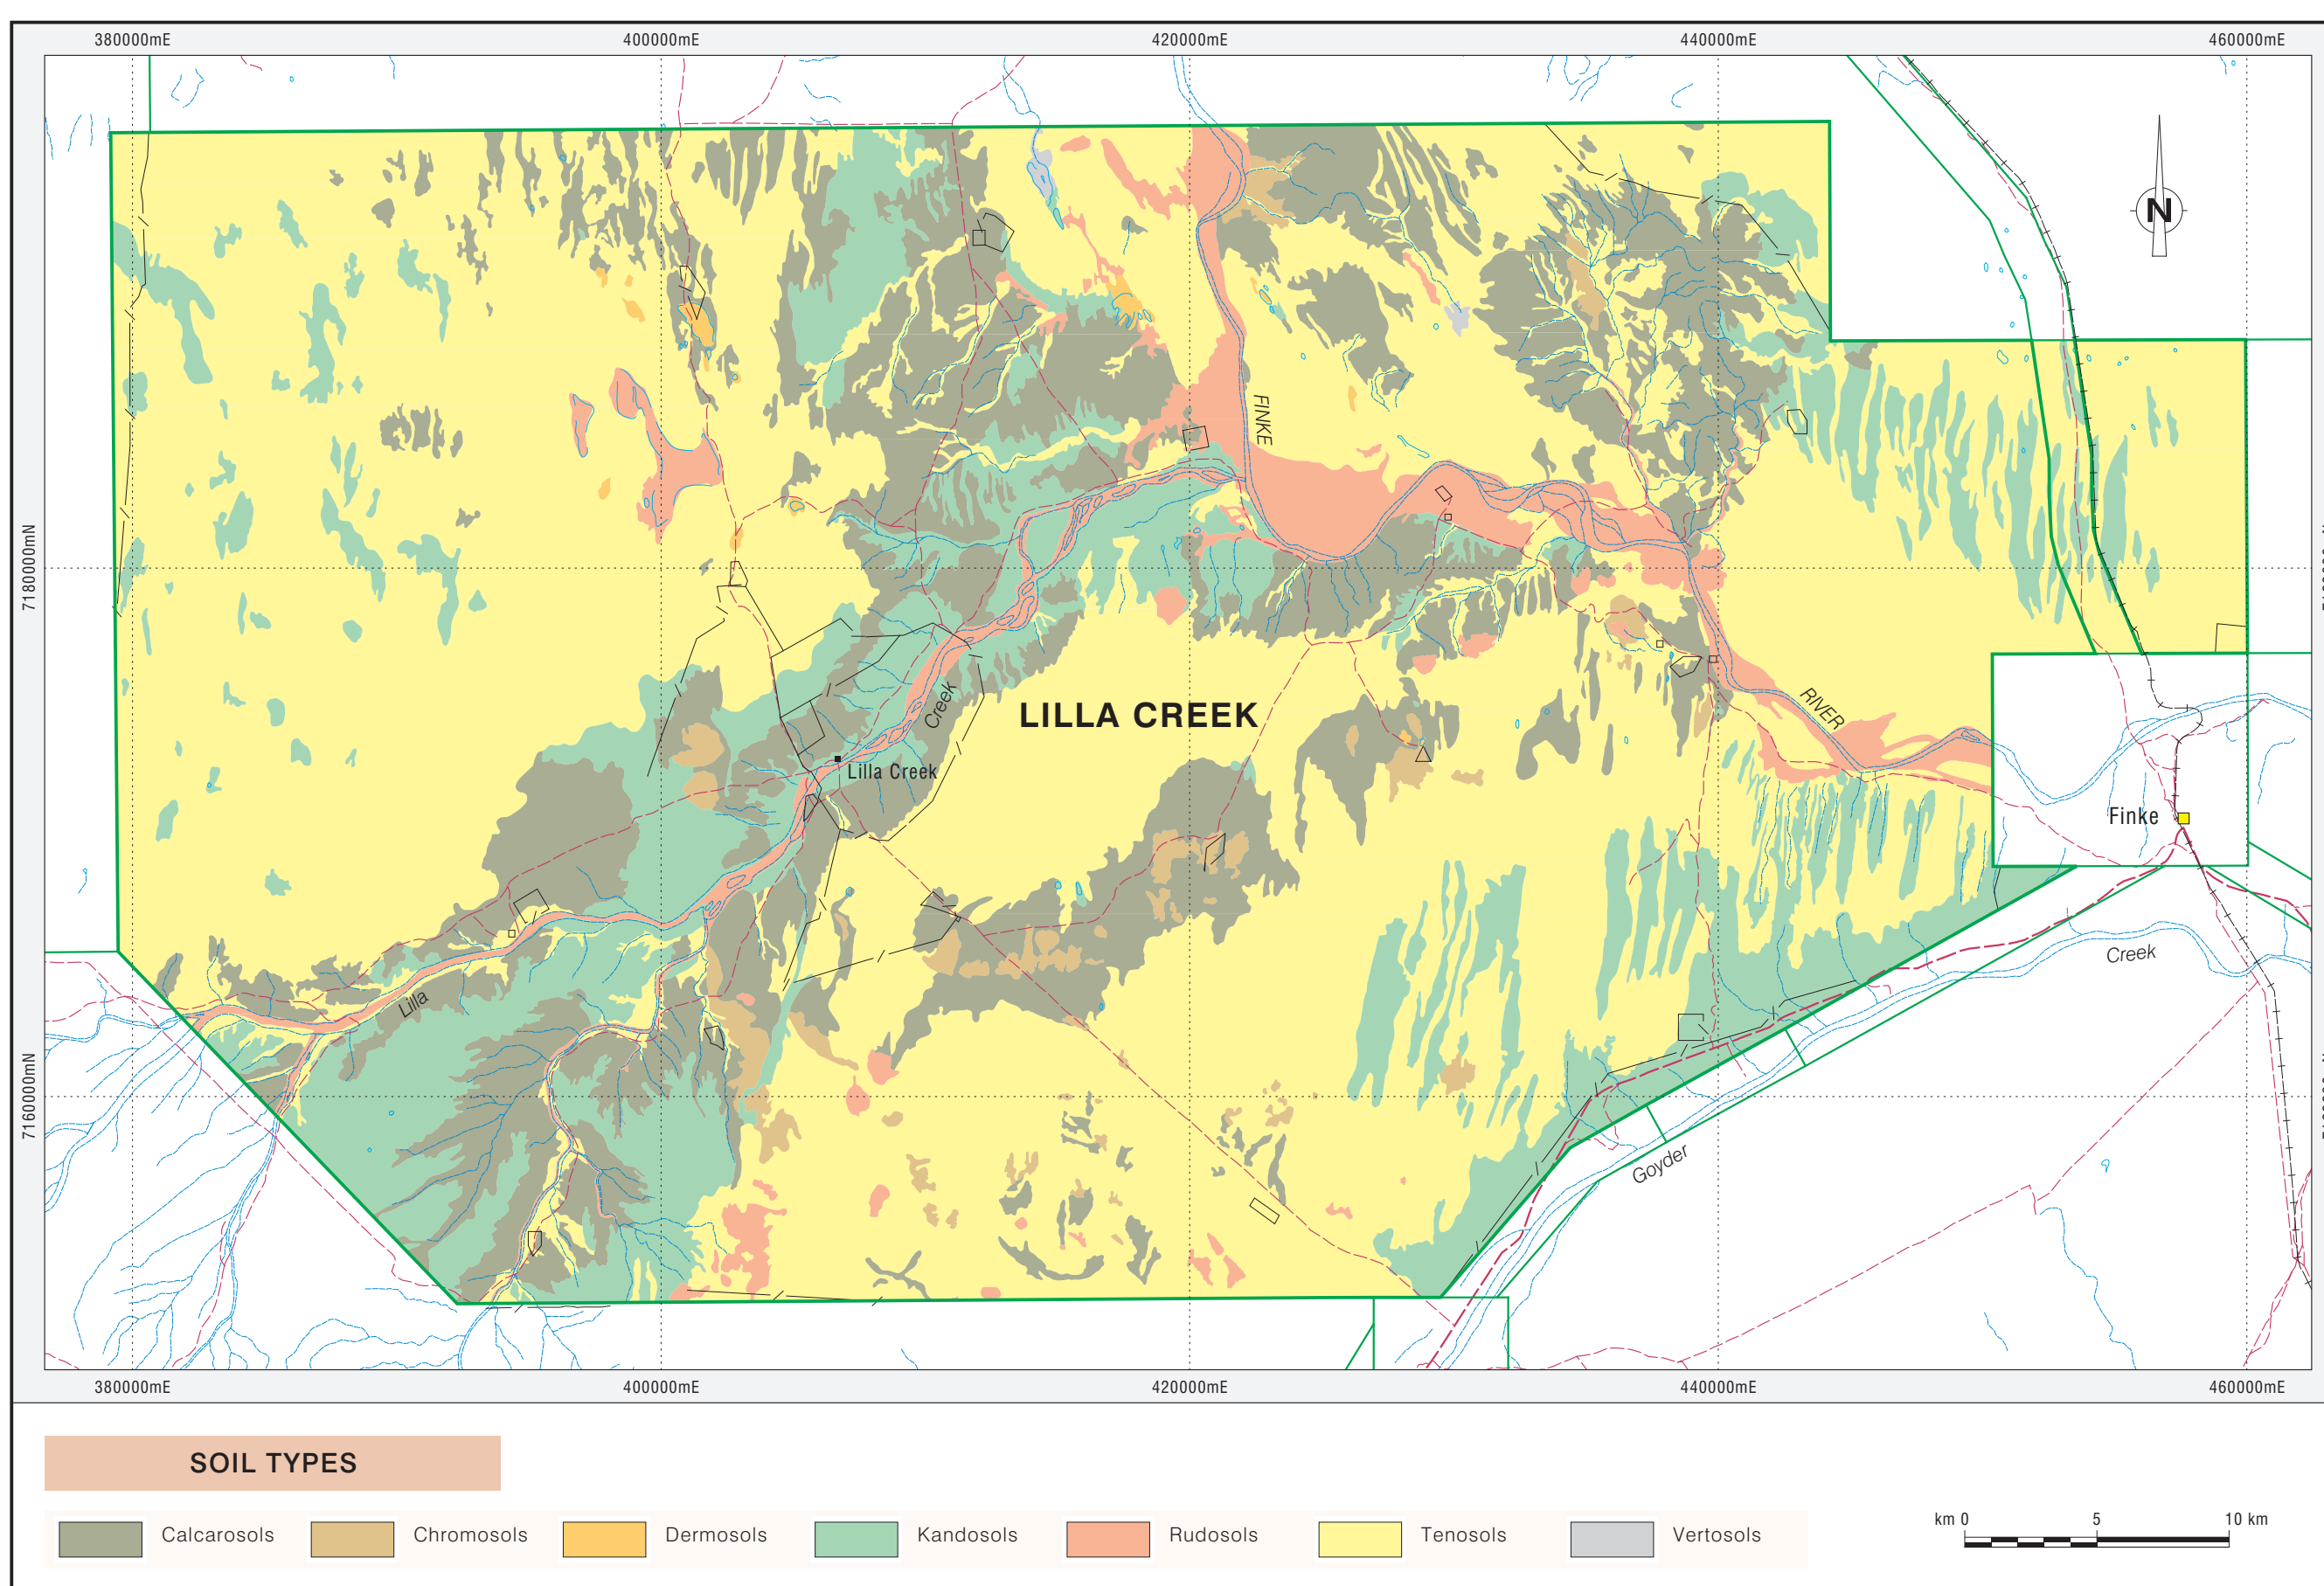 380000mE 400000mE 420000mE 440000mE 460000mE
N
FINKE
7180000mN
Creek
LILLA CREEK
RIVER
Lilla Creek
Finke
Creek
Lilla
7160000mN
Goyder
380000mE 400000mE 420000mE 440000mE 460000mE
SOIL TYPES
Calcarosols Chromosols Dermosols Kandosols Rudosols Tenosols Vertosols
km 0 5 10 km